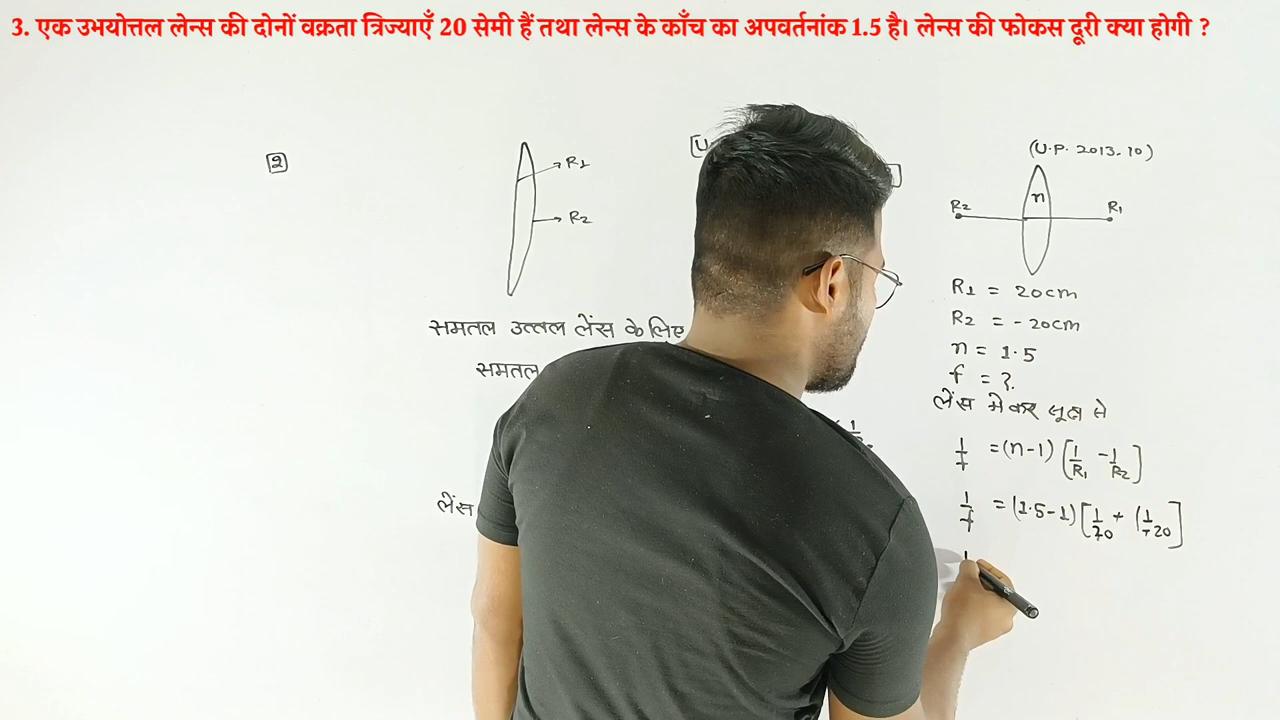 3. एक उभयोत्तल लेन्स की दोनों वक्रता त्रिज्याएँ 20 सेमी हैं तथा लेन्स के काँच का अपवर्तनांक 1.5 है। लेन्स की फोकस दूरी क्या होगी ?
2
R1
R2
समतल उत्तल लेंस के लिए
समतल
लेंस
(U.P. 2013-10)
n
R2 R1
R1 = 20cm
R2 = -20cm
n = 1.5
f = ?
लेंस मेकर सूत्र से
1/f = (n-1) [1/R1 - 1/R2]
1/f = (1.5-1) [1/20 + (1/+20]